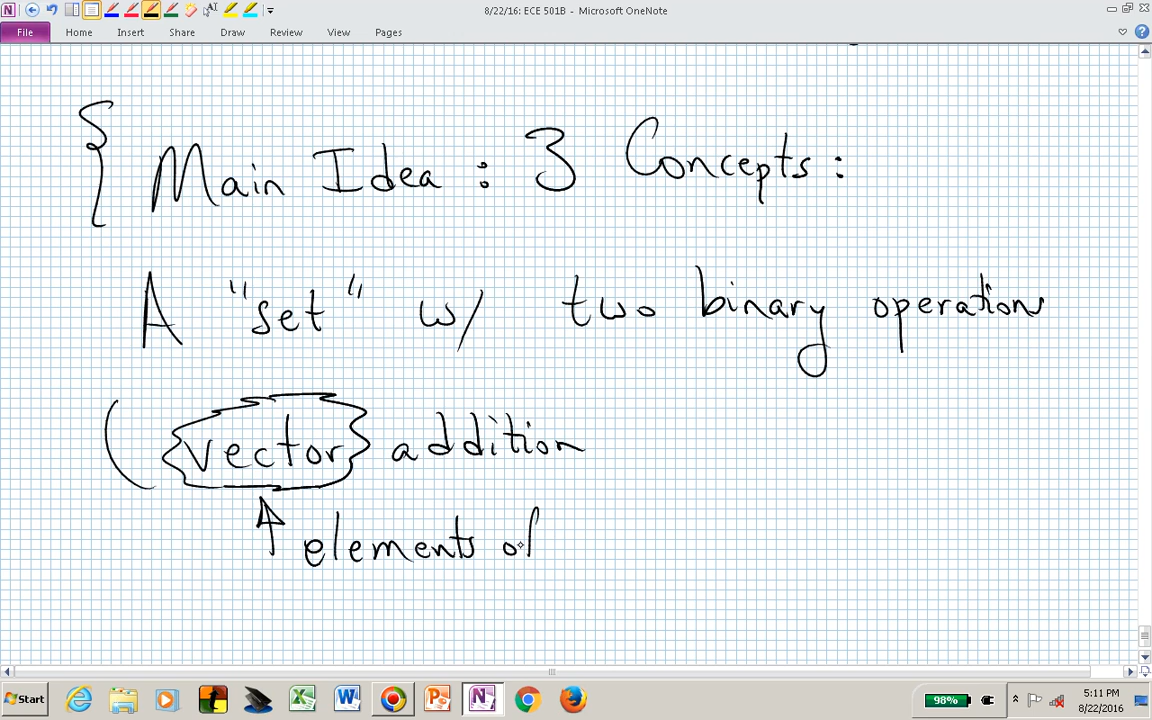 8/22/16: ECE 501B - Microsoft OneNote
File Home Insert Share Draw Review View Pages
{ Main Idea : 3 Concepts :
A "set" w/ two binary operations
( {vector} addition
↑ elements of
Start
98%
5:11 PM
8/22/2016